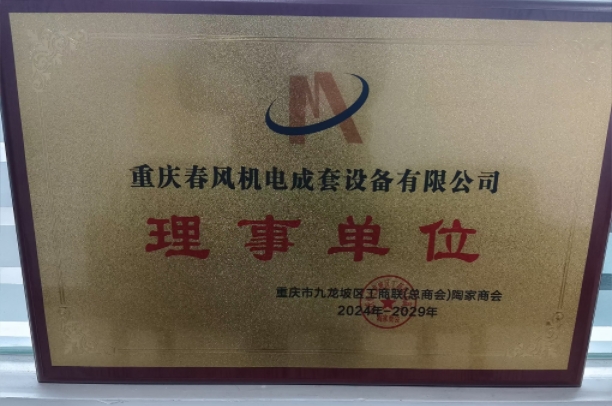 重庆春风机电成套设备有限公司
理事单位
重庆市九龙坡区工商联(总商会)陶家商会
2024年-2029年